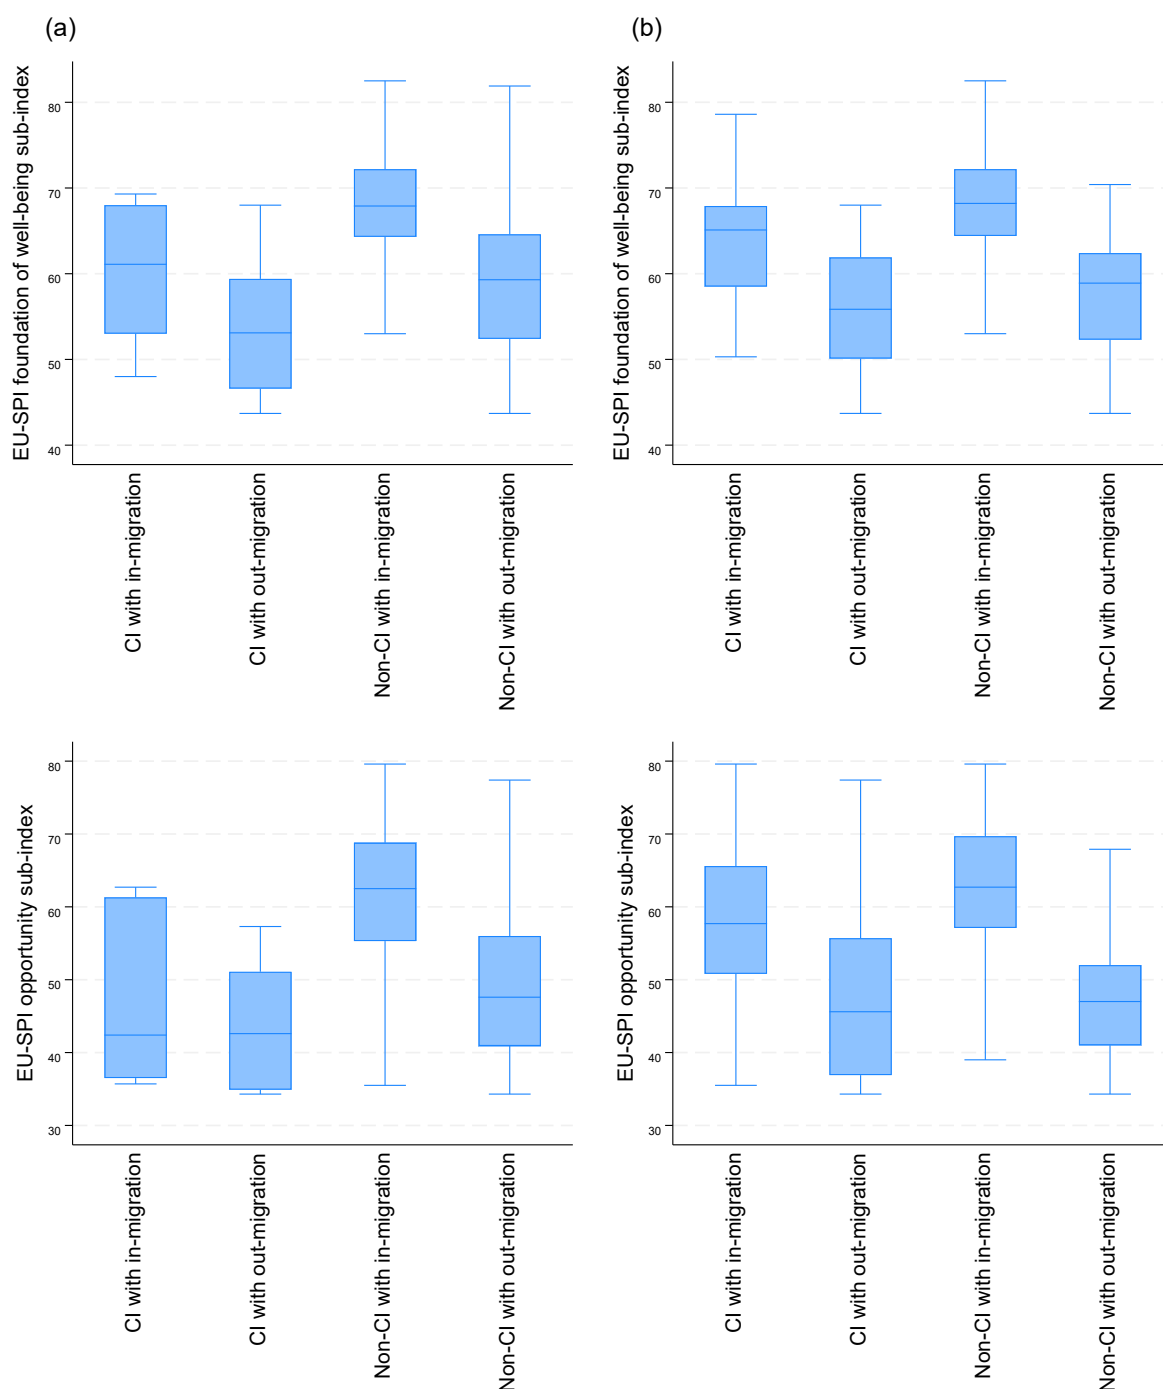 (a)
EU-SPI foundation of well-being sub-index
80
70
60
50
40
CI with in-migration
CI with out-migration
Non-CI with in-migration
Non-CI with out-migration
(b)
EU-SPI foundation of well-being sub-index
80
70
60
50
40
CI with in-migration
CI with out-migration
Non-CI with in-migration
Non-CI with out-migration
EU-SPI opportunity sub-index
80
70
60
50
40
30
CI with in-migration
CI with out-migration
Non-CI with in-migration
Non-CI with out-migration
EU-SPI opportunity sub-index
80
70
60
50
40
30
CI with in-migration
CI with out-migration
Non-CI with in-migration
Non-CI with out-migration